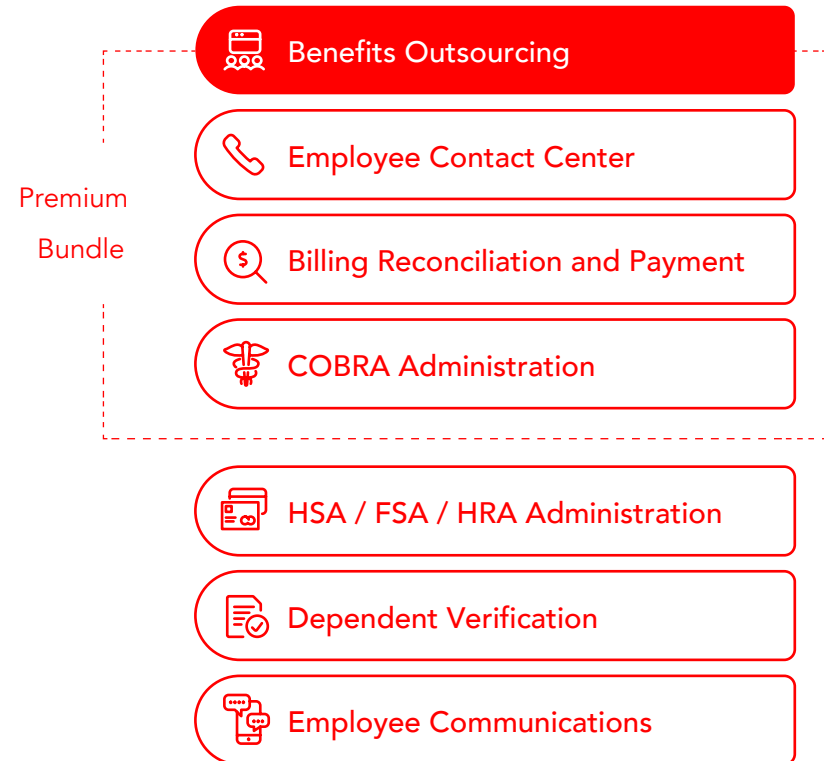 Benefits Outsourcing
Employee Contact Center
Premium
Bundle
Billing Reconciliation and Payment
COBRA Administration
HSA / FSA / HRA Administration
Dependent Verification
Employee Communications